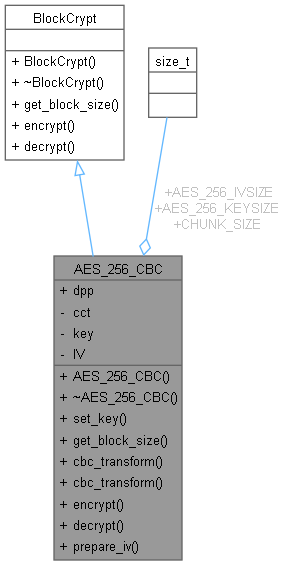 BlockCrypt
+ BlockCrypt()
+ ~BlockCrypt()
+ get_block_size()
+ encrypt()
+ decrypt()
size_t
+AES_256_IVSIZE
+AES_256_KEYSIZE
+CHUNK_SIZE
AES_256_CBC
+ dpp
- cct
- key
- IV
+ AES_256_CBC()
+ ~AES_256_CBC()
+ set_key()
+ get_block_size()
+ cbc_transform()
+ cbc_transform()
+ encrypt()
+ decrypt()
+ prepare_iv()